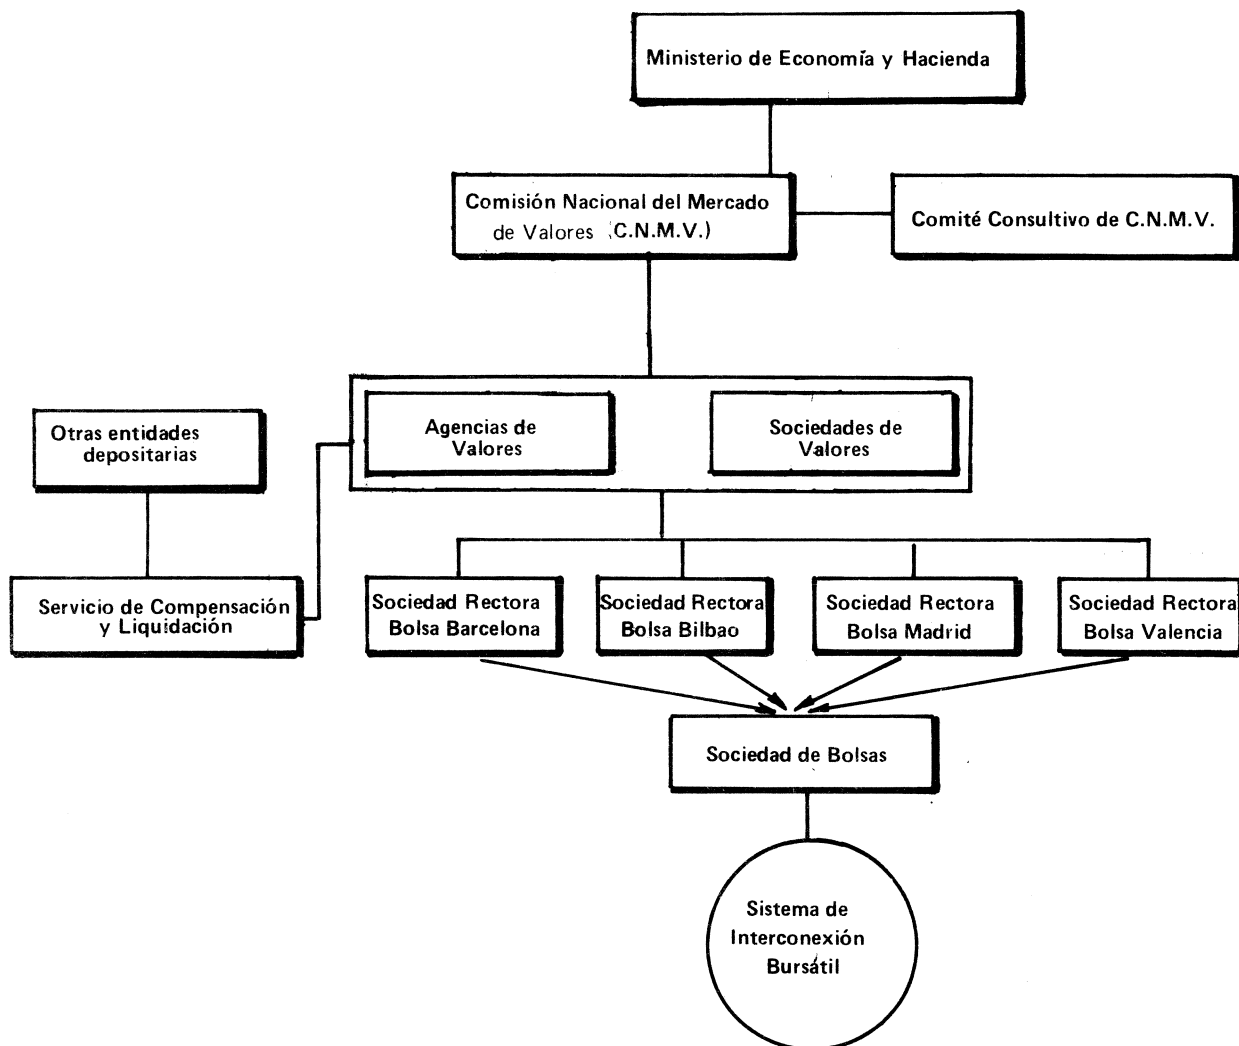 Ministerio de Economía y Hacienda
Comisión Nacional del Mercado
de Valores (C.N.M.V.)
Comité Consultivo de C.N.M.V.
Agencias de
Valores
Sociedades de
Valores
Otras entidades
depositarias
Servicio de Compensación
y Liquidación
Sociedad Rectora
Bolsa Barcelona
Sociedad Rectora
Bolsa Bilbao
Sociedad Rectora
Bolsa Madrid
Sociedad Rectora
Bolsa Valencia
Sociedad de Bolsas
Sistema de
Interconexión
Bursátil